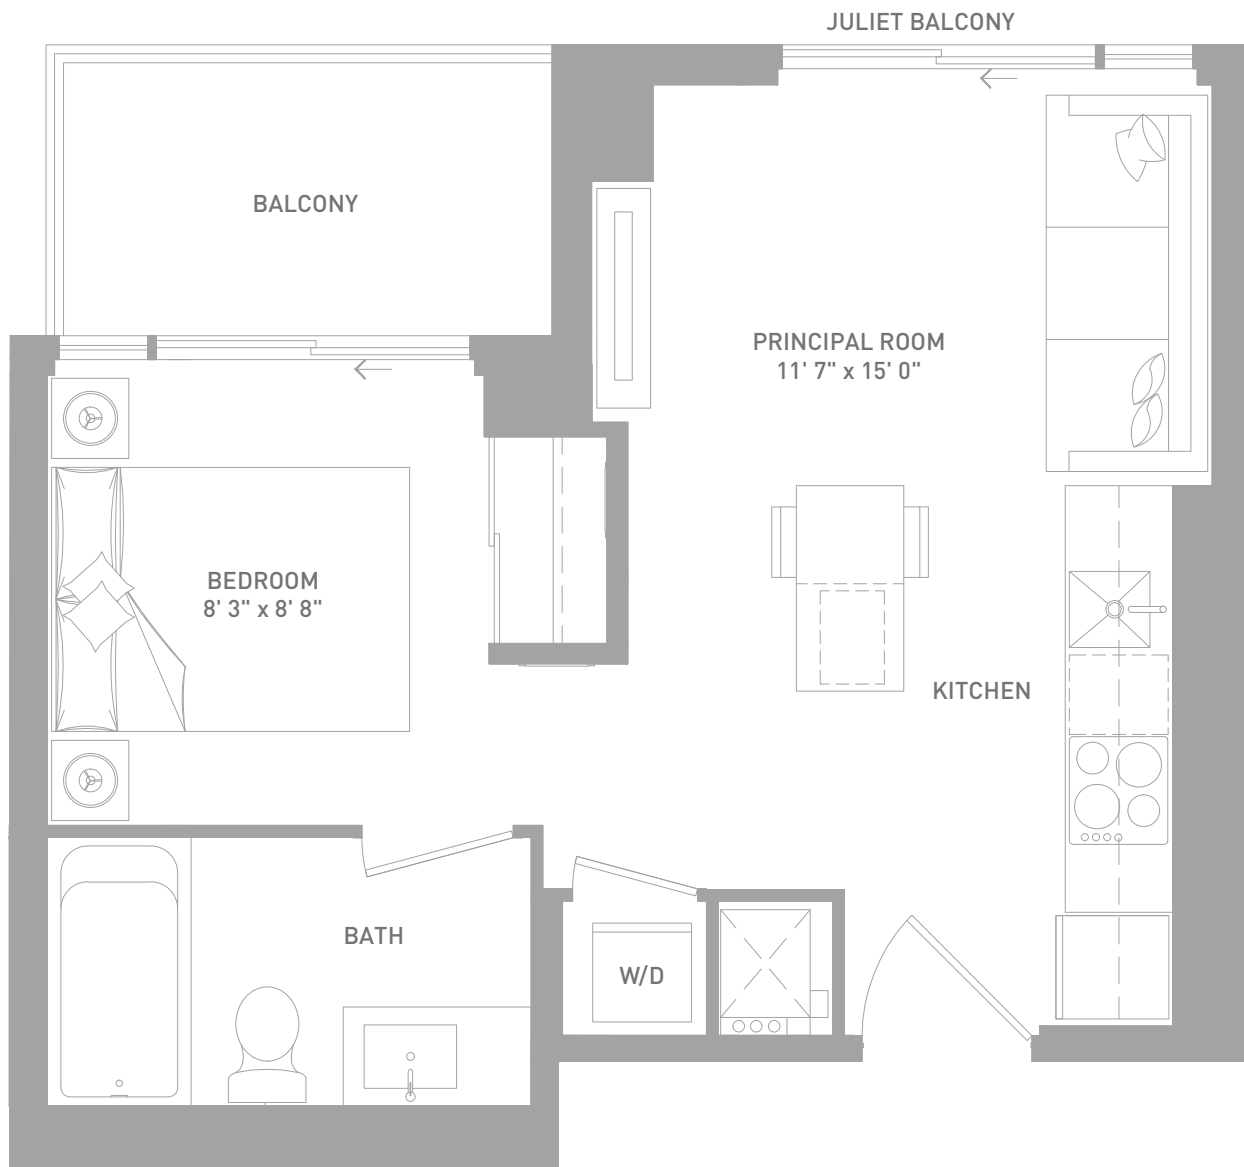 JULIET BALCONY
BALCONY
PRINCIPAL ROOM
11' 7" x 15' 0"
BEDROOM
8' 3" x 8' 8"
KITCHEN
BATH
W/D